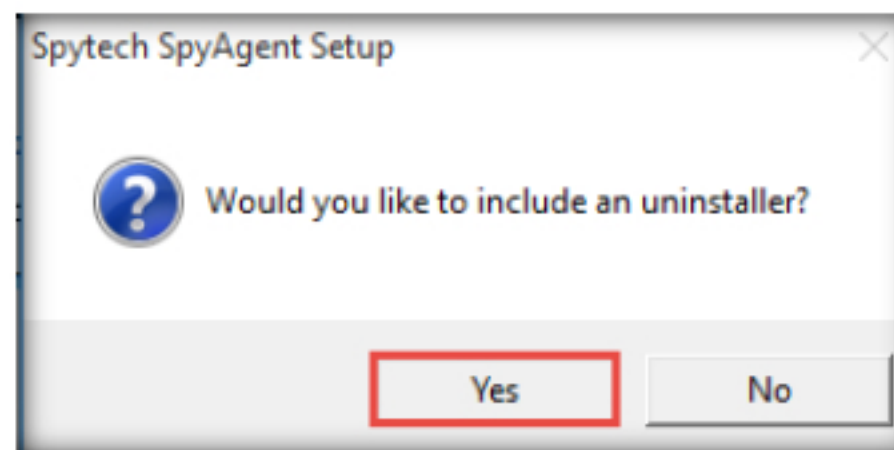 Spytech SpyAgent Setup
Would you like to include an uninstaller?
Yes
No